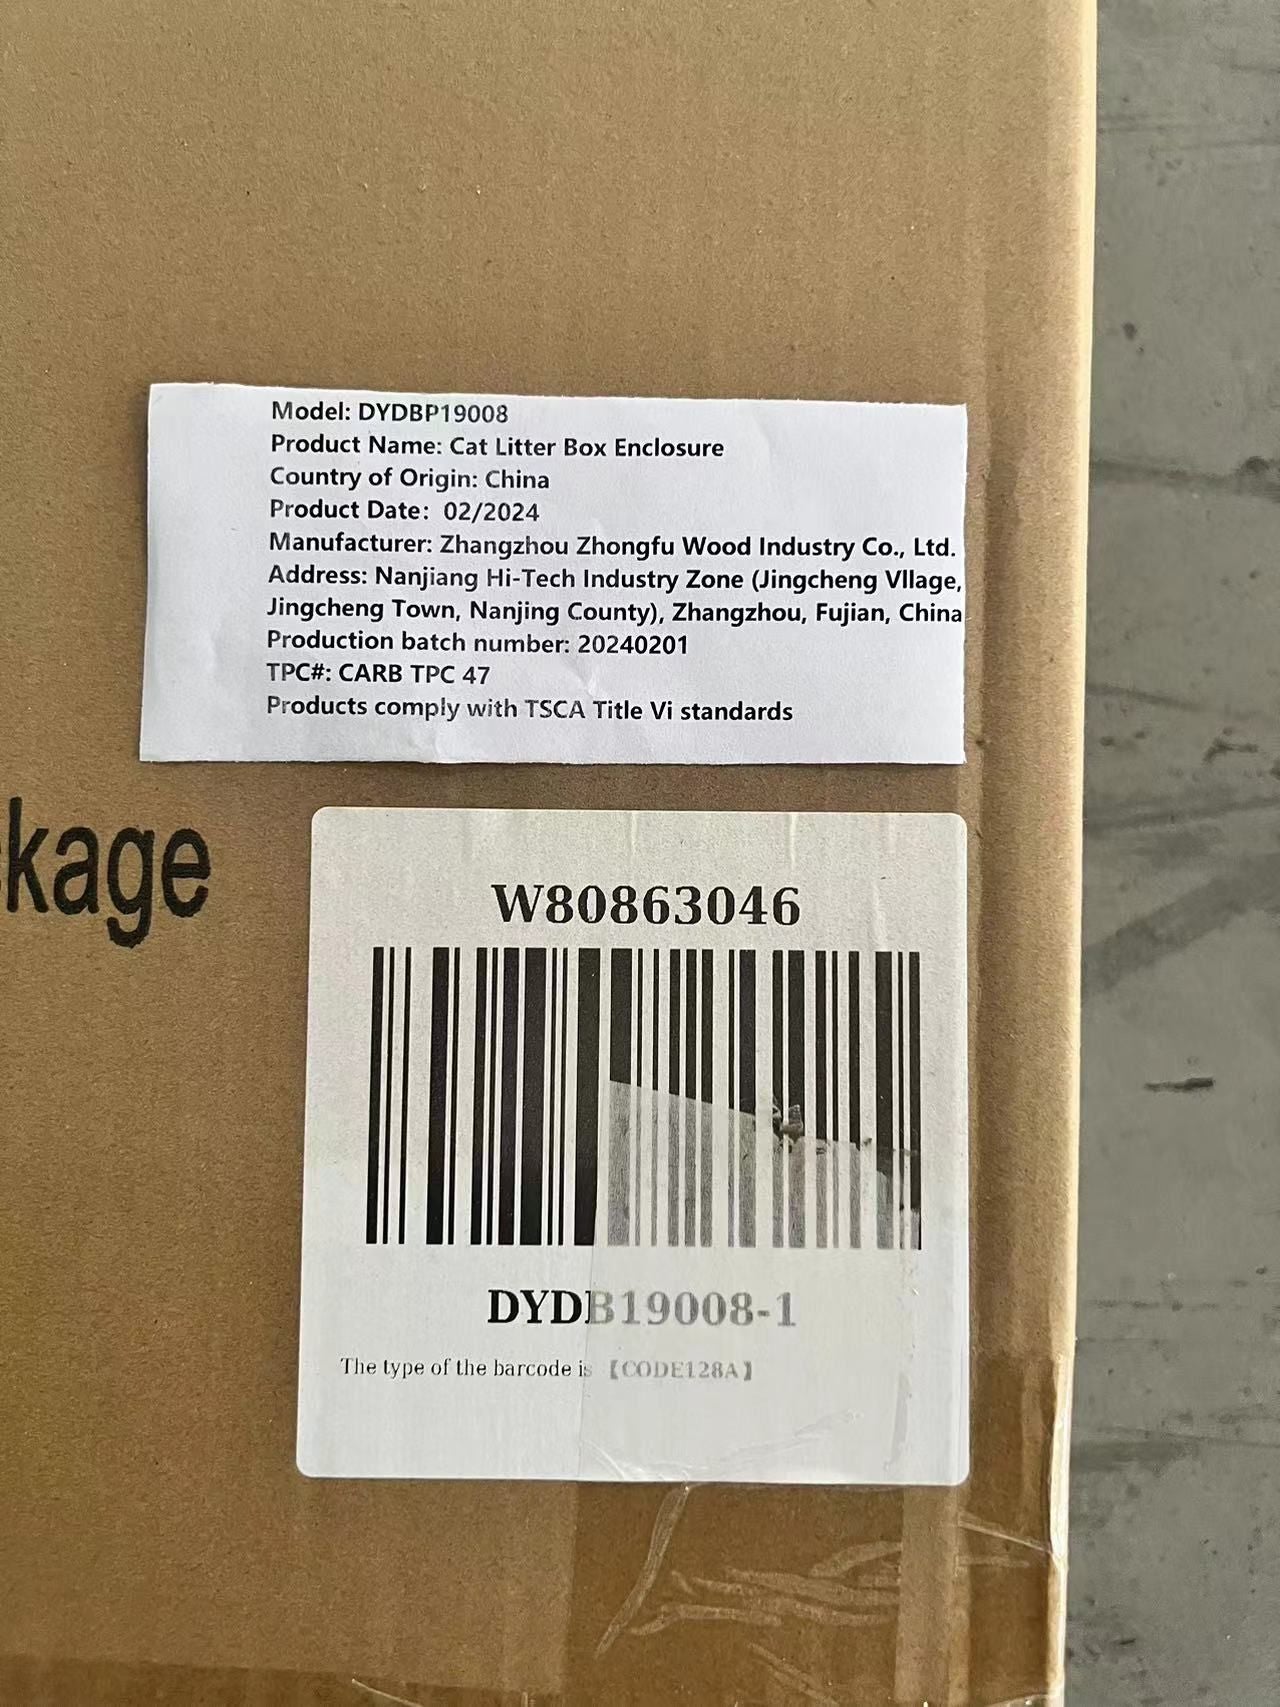 Model: DYDBP19008
Product Name: Cat Litter Box Enclosure
Country of Origin: China
Product Date: 02/2024
Manufacturer: Zhangzhou Zhongfu Wood Industry Co., Ltd.
Address: Nanjiang Hi-Tech Industry Zone (Jingcheng Vllage,
Jingcheng Town, Nanjing County), Zhangzhou, Fujian, China
Production batch number: 20240201
TPC#: CARB TPC 47
Products comply with TSCA Title Vi standards
kage
W80863046
DYDB19008-1
The type of the barcode is 【CODE128A】